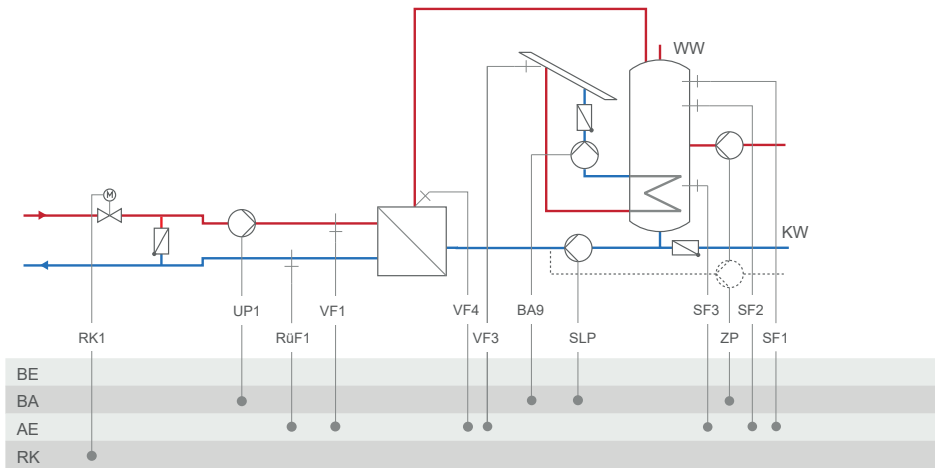 WW
M
KW
UP1
VF1
VF4
BA9
SF3
SF2
RK1
RüF1
VF3
SLP
ZP
SF1
BE
BA
AE
RK